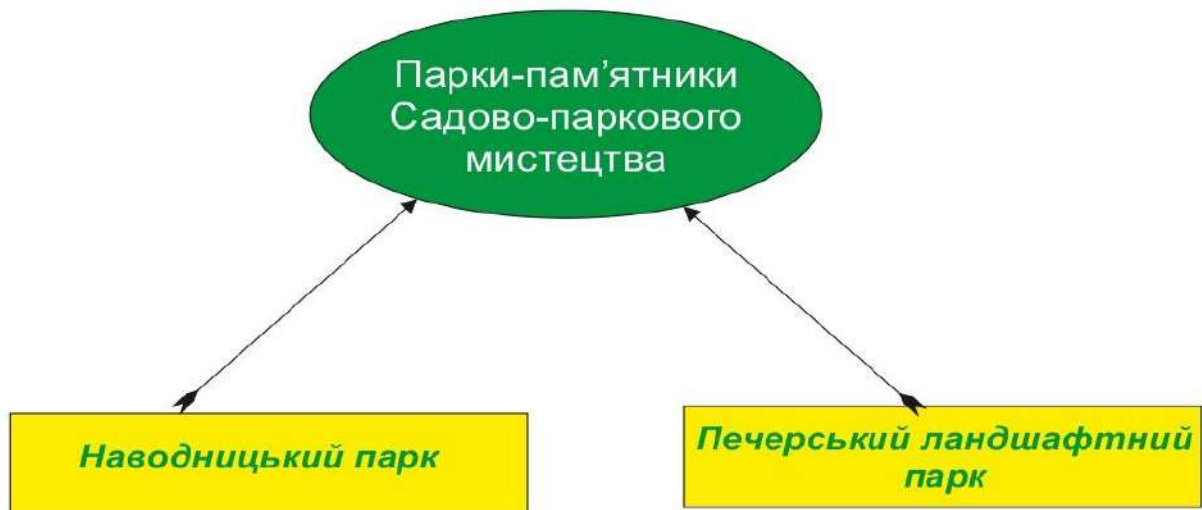 Парки-пам’ятники
Садово-паркового
мистецтва
Наводницький парк
Печерський ландшафтний
парк